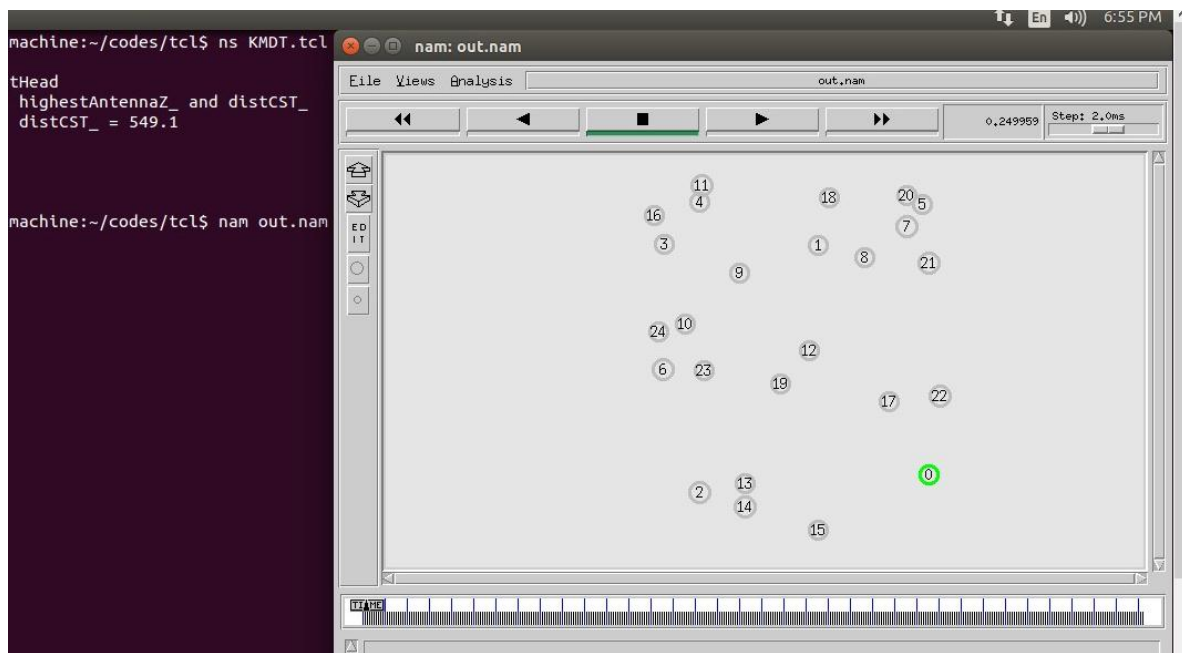 En 6:55 PM
machine:~/codes/tcl$ ns KMDT.tcl
tHead
highestAntennaZ_ and distCST_
distCST_ = 549.1
machine:~/codes/tcl$ nam out.nam
nam: out.nam
File Views Analysis out.nam
0.249959 Step: 2.0ms
ED
IT
11
4
18
20
5
16
7
3
1
8
21
9
24
10
12
6
23
19
17
22
0
13
2
14
15
TIME